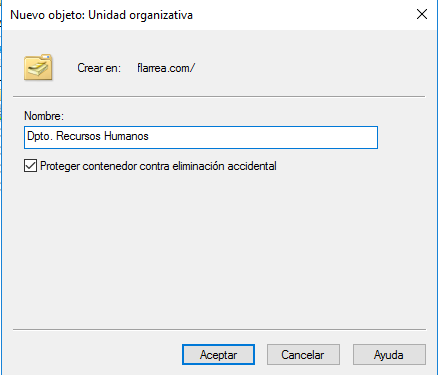 Nuevo objeto: Unidad organizativa
Crear en: flarrea.com/
Nombre:
Dpto. Recursos Humanos
Proteger contenedor contra eliminación accidental
Aceptar Cancelar Ayuda